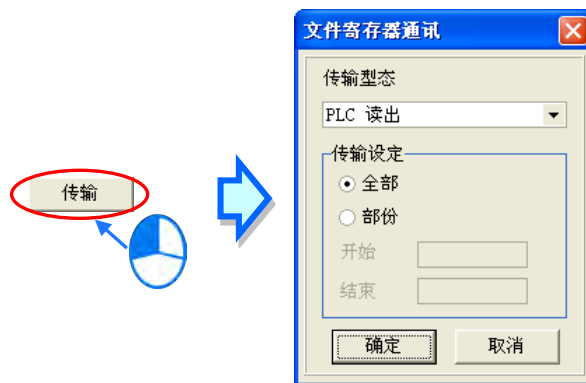 传输
文件寄存器通讯
传输型态
PLC 读出
传输设定
全部
部份
开始
结束
确定
取消